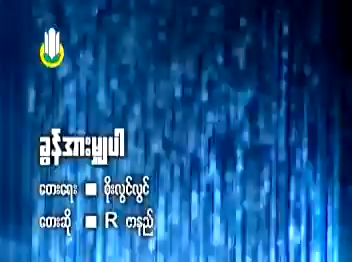 ခွန်အားမျှပါ
တေးရေး ■ စိုးလွင်လွင်
တေးဆို ■ R ဇာနည်